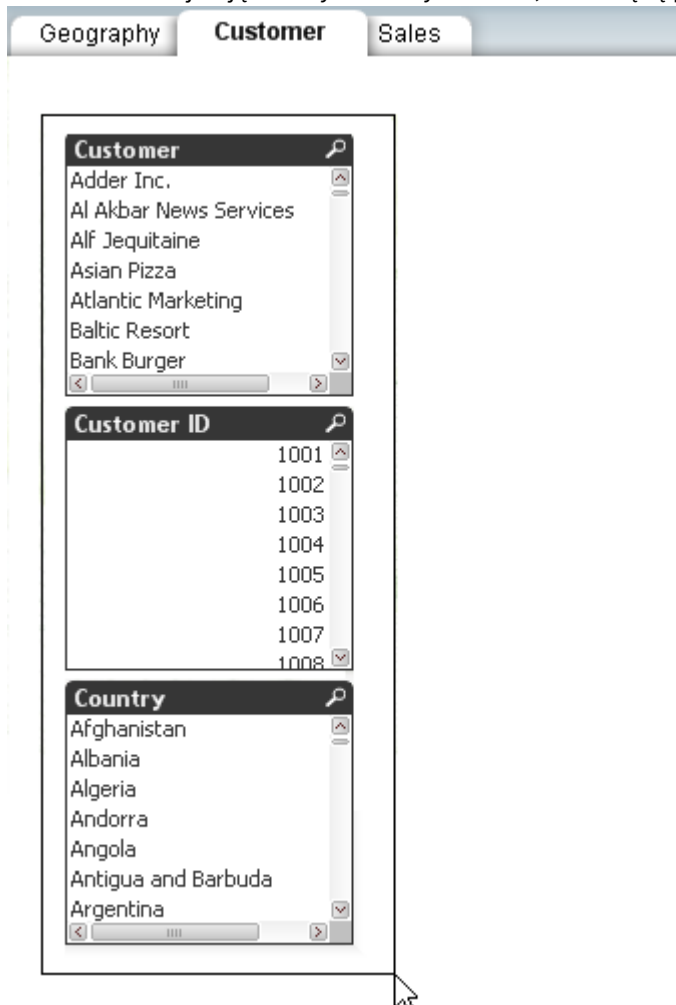 Geography Customer Sales
Customer
Adder Inc.
Al Akbar News Services
Alf Jequitaine
Asian Pizza
Atlantic Marketing
Baltic Resort
Bank Burger
Customer ID
1001
1002
1003
1004
1005
1006
1007
1008
Country
Afghanistan
Albania
Algeria
Andorra
Angola
Antigua and Barbuda
Argentina